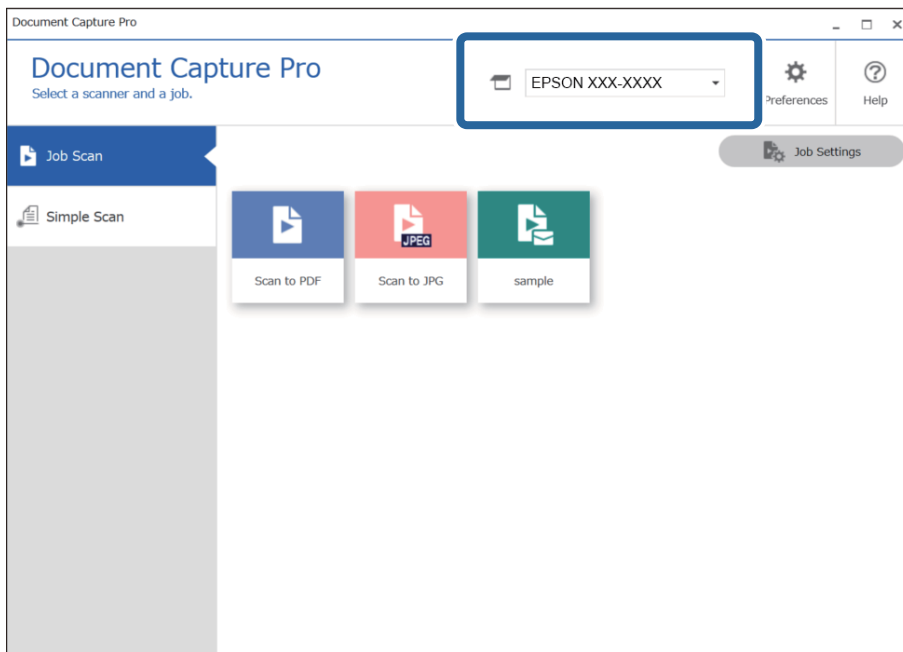 Document Capture Pro
Document Capture Pro
Select a scanner and a job.
EPSON XXX-XXXX
Preferences
Help
Job Scan
Job Settings
Simple Scan
JPEG
Scan to PDF
Scan to JPG
sample